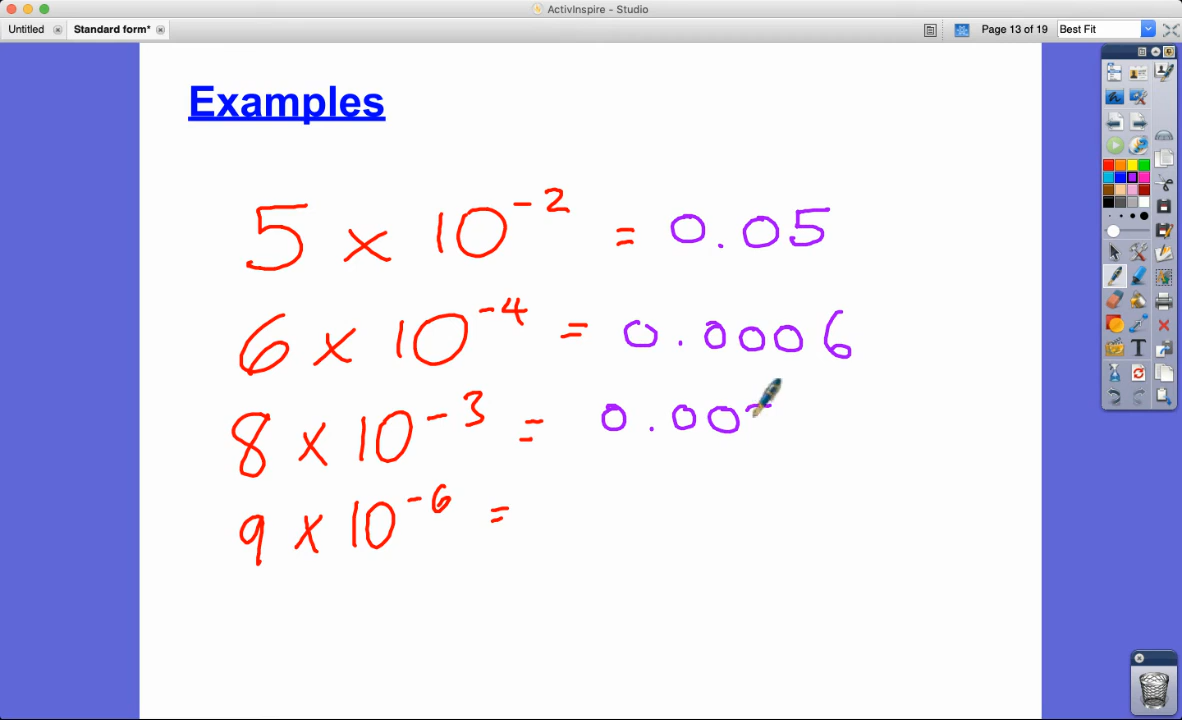 ActivInspire - Studio
Untitled Standard form* Page 13 of 19 Best Fit
Examples
5 × 10⁻² = 0.05
6 × 10⁻⁴ = 0.0006
8 × 10⁻³ = 0.00
9 × 10⁻⁶ =